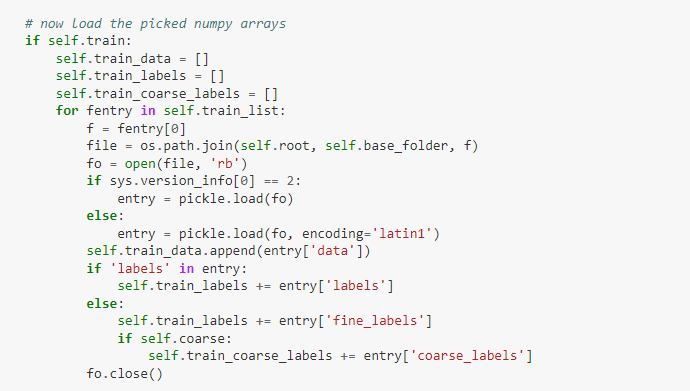 # now load the picked numpy arrays
if self.train:
    self.train_data = []
    self.train_labels = []
    self.train_coarse_labels = []
    for fentry in self.train_list:
        f = fentry[0]
        file = os.path.join(self.root, self.base_folder, f)
        fo = open(file, 'rb')
        if sys.version_info[0] == 2:
            entry = pickle.load(fo)
        else:
            entry = pickle.load(fo, encoding='latin1')
        self.train_data.append(entry['data'])
        if 'labels' in entry:
            self.train_labels += entry['labels']
        else:
            self.train_labels += entry['fine_labels']
            if self.coarse:
                self.train_coarse_labels += entry['coarse_labels']
        fo.close()